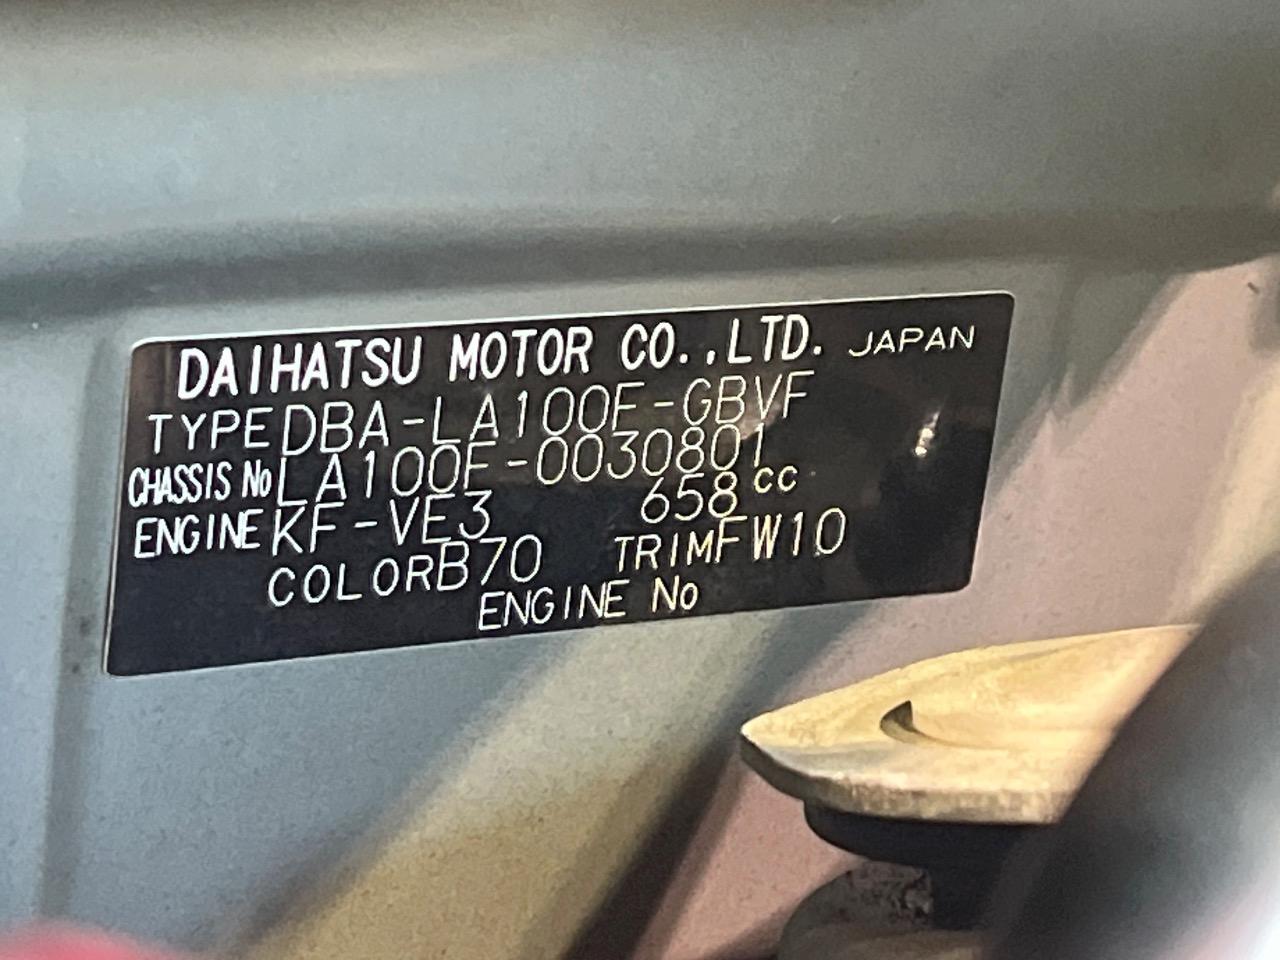 DAIHATSU MOTOR CO.,LTD. JAPAN
TYPE DBA-LA100F-GBVF
CHASSIS No LA100F-0030801
ENGINE KF-VE3 658 cc
COLOR B70 TRIM FW10
ENGINE No